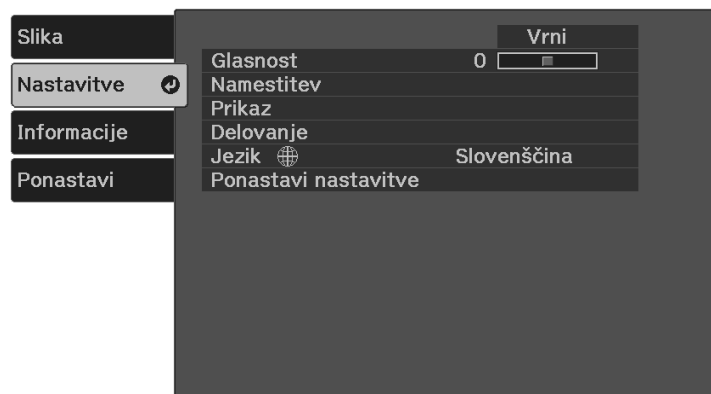 Slika
Nastavitve
Informacije
Ponastavi
Vrni
Glasnost 0
Namestitev
Prikaz
Delovanje
Jezik Slovenščina
Ponastavi nastavitve